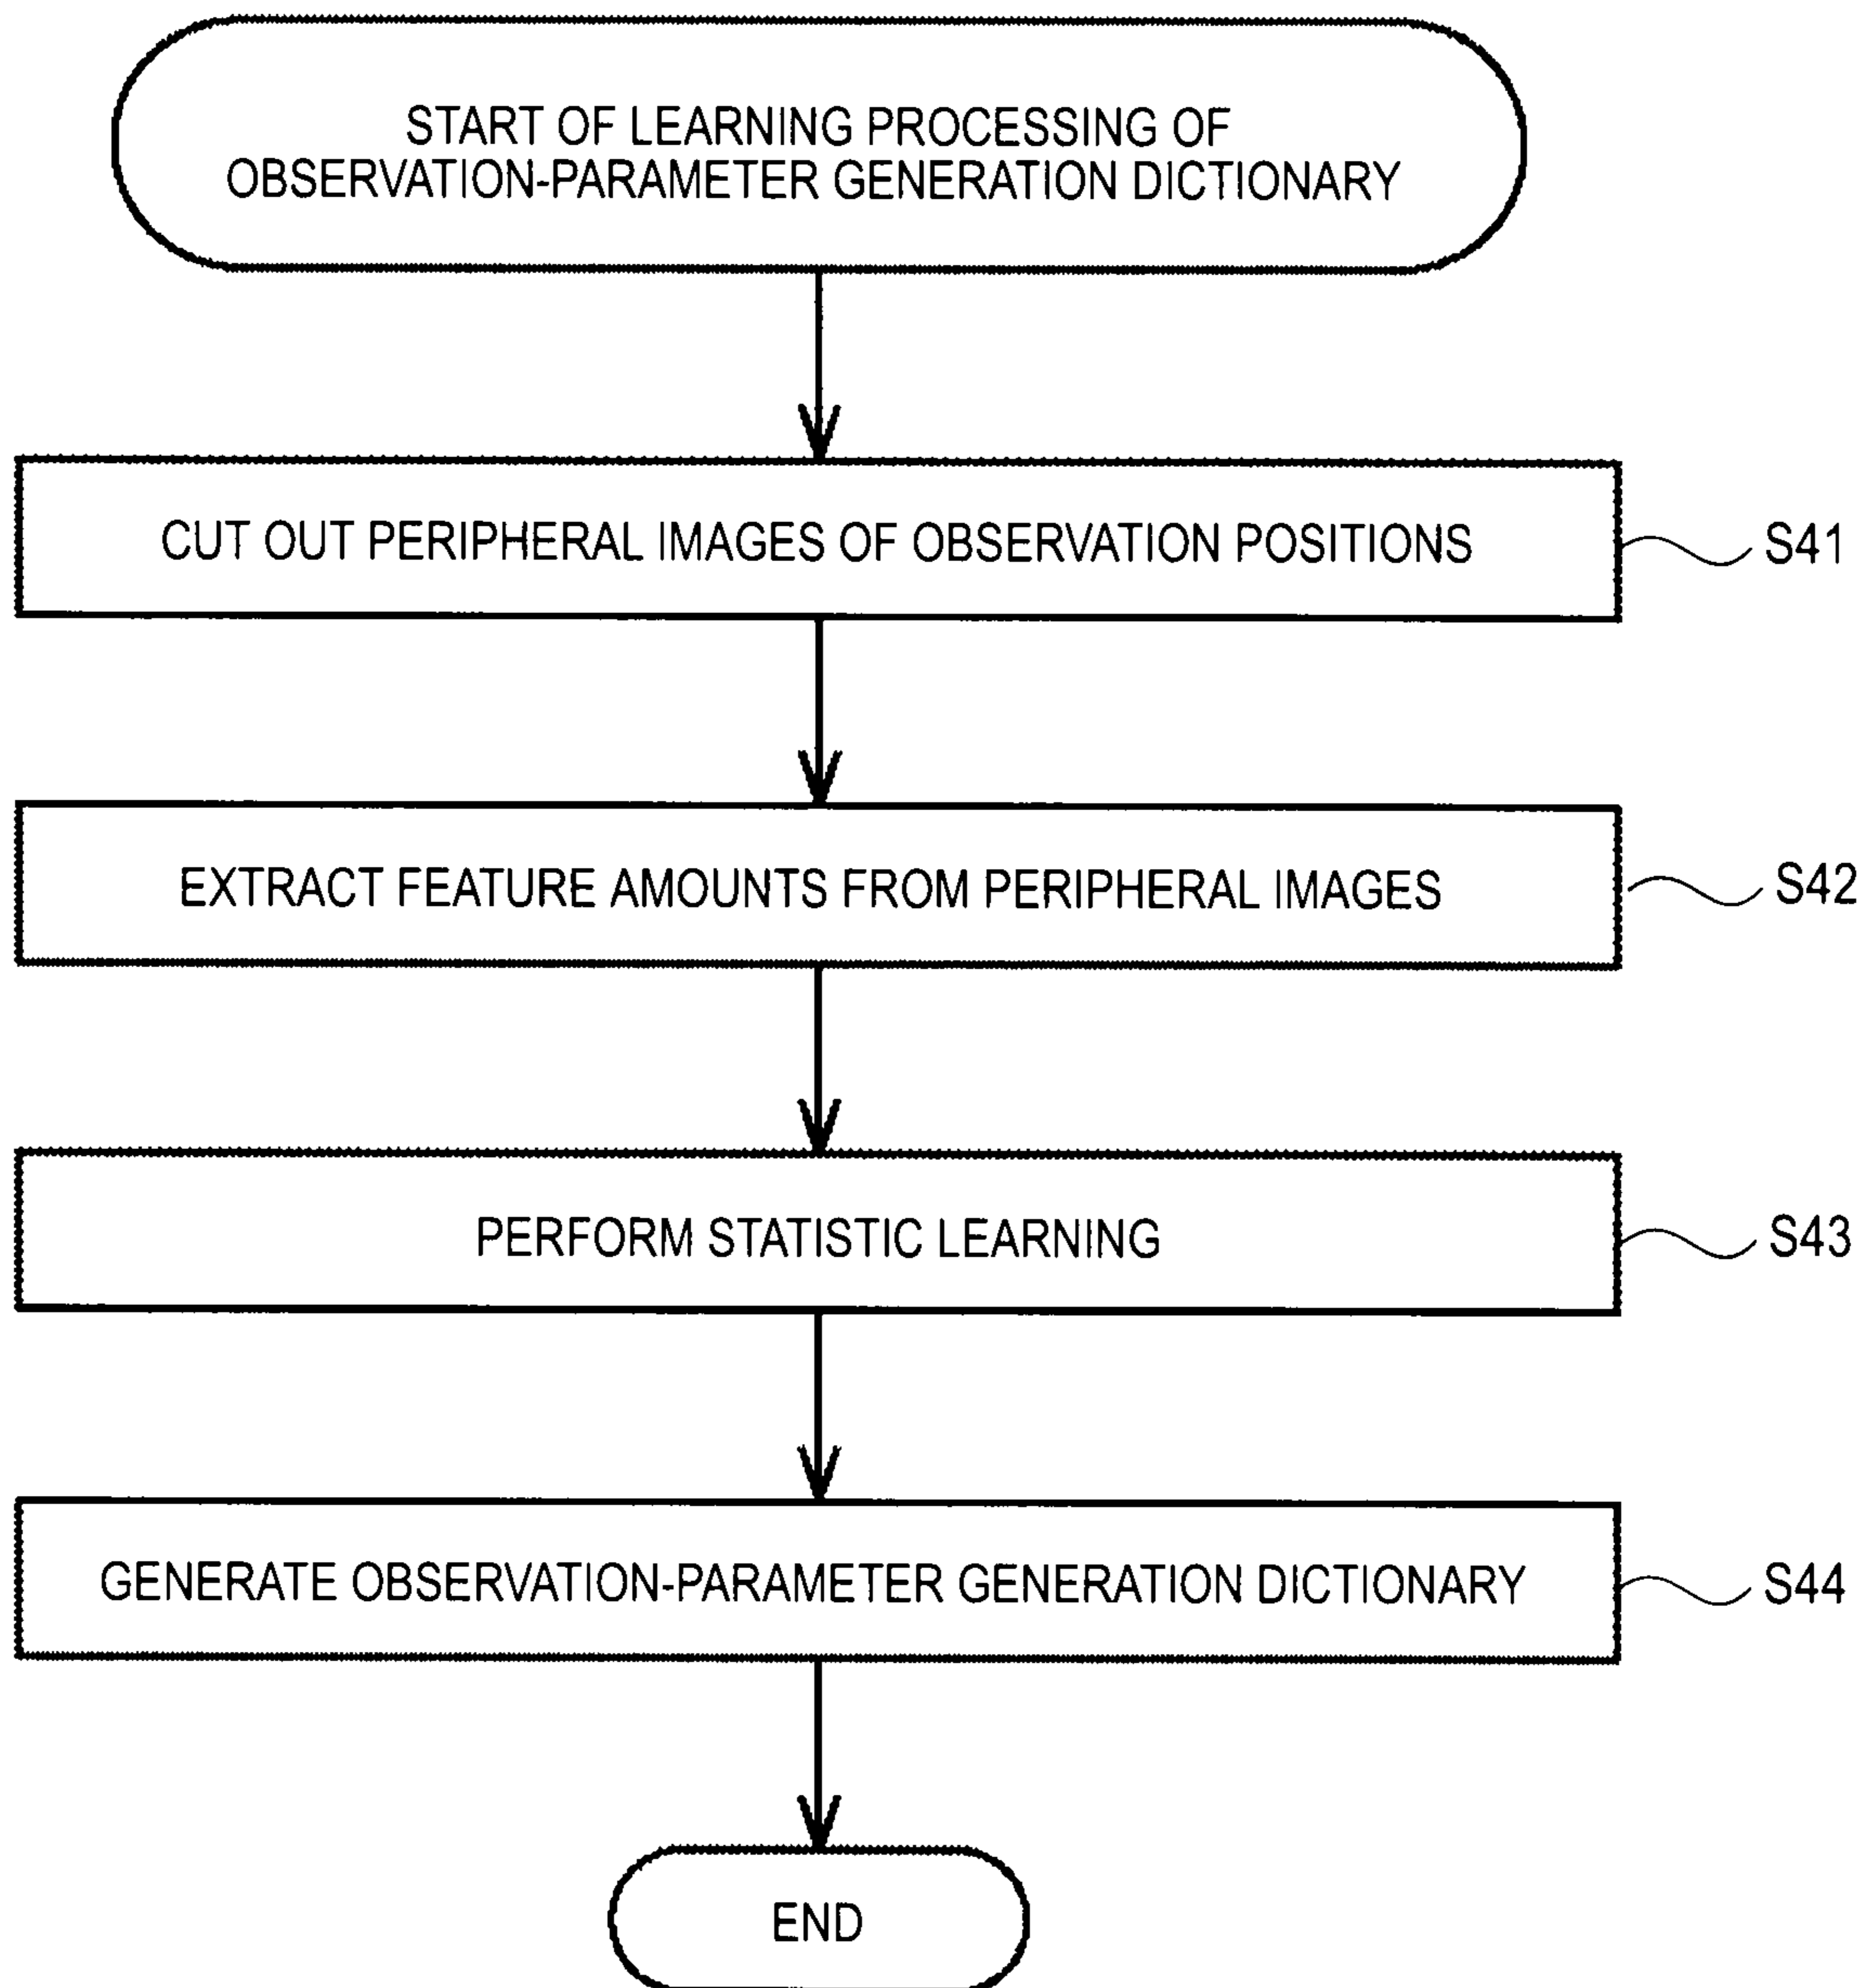 START OF LEARNING PROCESSING OF
OBSERVATION-PARAMETER GENERATION DICTIONARY
CUT OUT PERIPHERAL IMAGES OF OBSERVATION POSITIONS
S41
EXTRACT FEATURE AMOUNTS FROM PERIPHERAL IMAGES
S42
PERFORM STATISTIC LEARNING
S43
GENERATE OBSERVATION-PARAMETER GENERATION DICTIONARY
S44
END